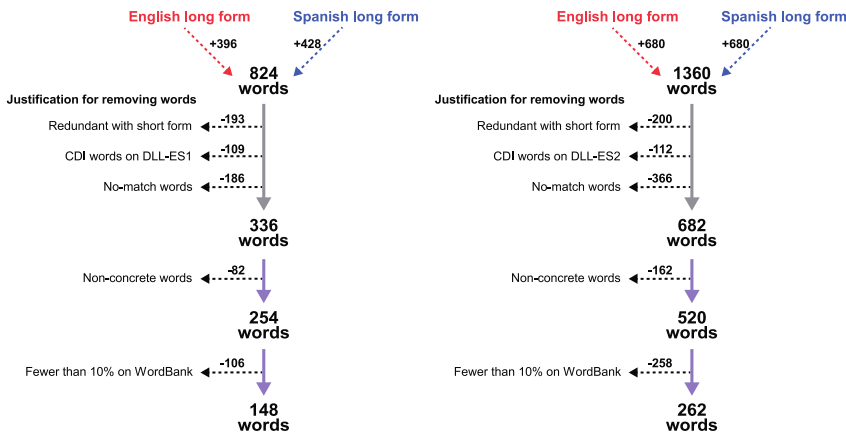 English long form
Spanish long form
+396
+428
824
words
Justification for removing words
-193
Redundant with short form
-109
CDI words on DLL-ES1
-186
No-match words
336
words
-82
Non-concrete words
254
words
-106
Fewer than 10% on WordBank
148
words
English long form
Spanish long form
+680
+680
1360
words
Justification for removing words
-200
Redundant with short form
-112
CDI words on DLL-ES2
-366
No-match words
682
words
-162
Non-concrete words
520
words
-258
Fewer than 10% on WordBank
262
words